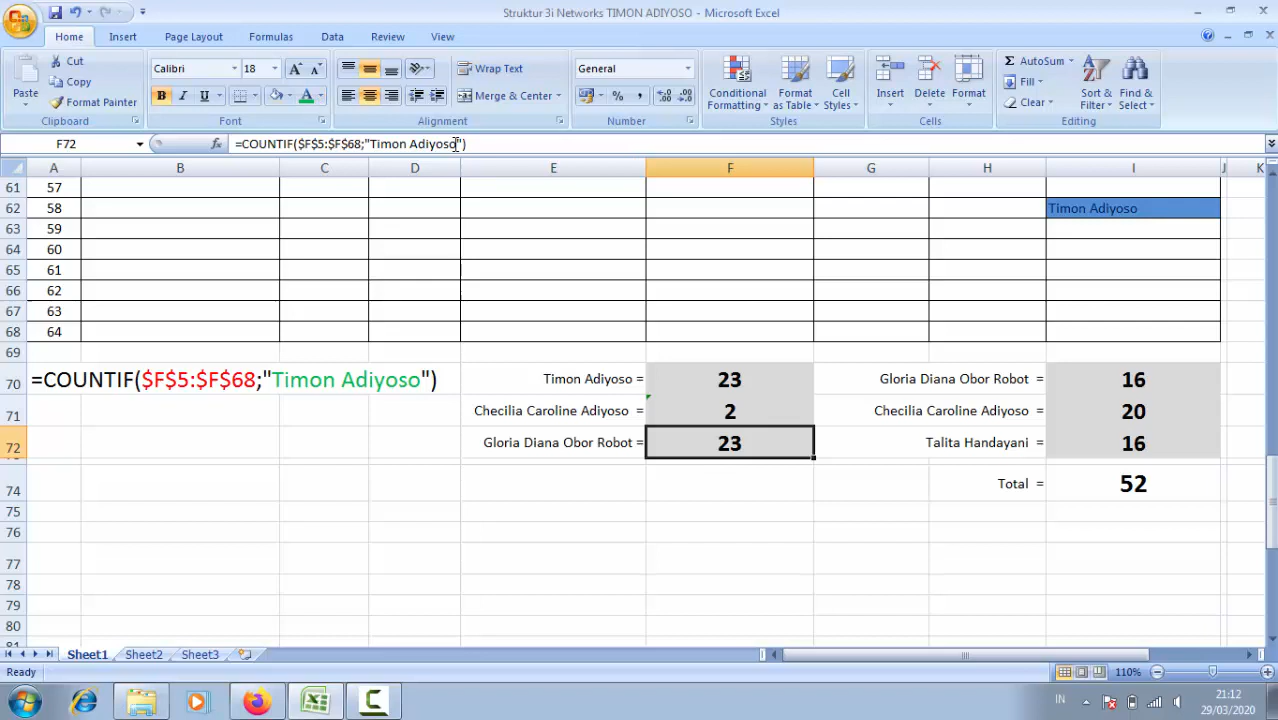 Struktur 3i Networks TIMON ADIYOSO - Microsoft Excel
Home Insert Page Layout Formulas Data Review View
Paste Cut Calibri 18 A A Wrap Text General Conditional Formatting Format as Table Cell Styles Insert Delete Format AutoSum Sort & Filter Find & Select
Copy Fill
Format Painter B I U A Merge & Center % , Clear
Clipboard Font Alignment Number Styles Cells Editing
F72 fx =COUNTIF($F$5:$F$68;"Timon Adiyoso")
A B C D E F G H I J K
61 57
62 58 Timon Adiyoso
63 59
64 60
65 61
66 62
67 63
68 64
69
70 =COUNTIF($F$5:$F$68;"Timon Adiyoso") Timon Adiyoso = 23 Gloria Diana Obor Robot = 16
71 Checilia Caroline Adiyoso = 2 Checilia Caroline Adiyoso = 20
72 Gloria Diana Obor Robot = 23 Talita Handayani = 16
74 Total = 52
75
76
77
78
79
80
81
Sheet1 Sheet2 Sheet3
Ready 110%
IN 21:12
29/03/2020